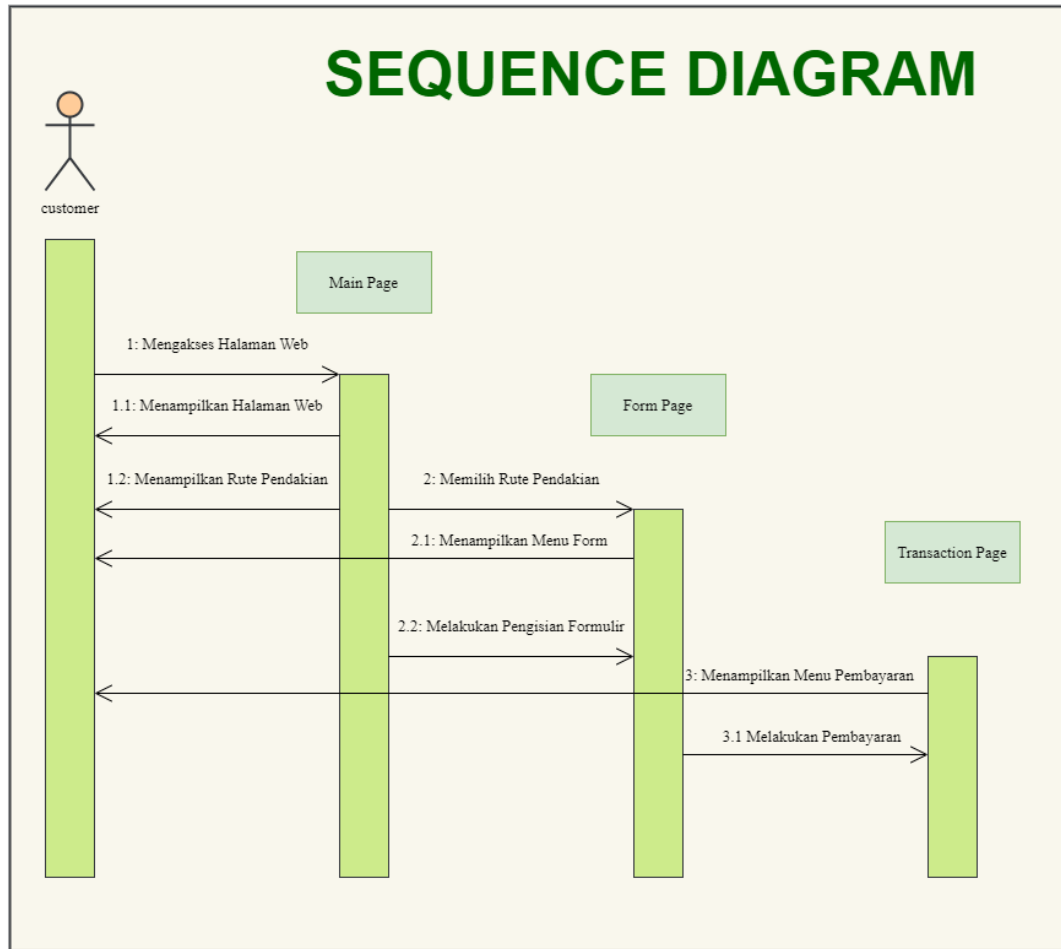 SEQUENCE DIAGRAM
customer
Main Page
1: Mengakses Halaman Web
1.1: Menampilkan Halaman Web
Form Page
1.2: Menampilkan Rute Pendakian
2: Memilih Rute Pendakian
2.1: Menampilkan Menu Form
Transaction Page
2.2: Melakukan Pengisian Formulir
3: Menampilkan Menu Pembayaran
3.1 Melakukan Pembayaran